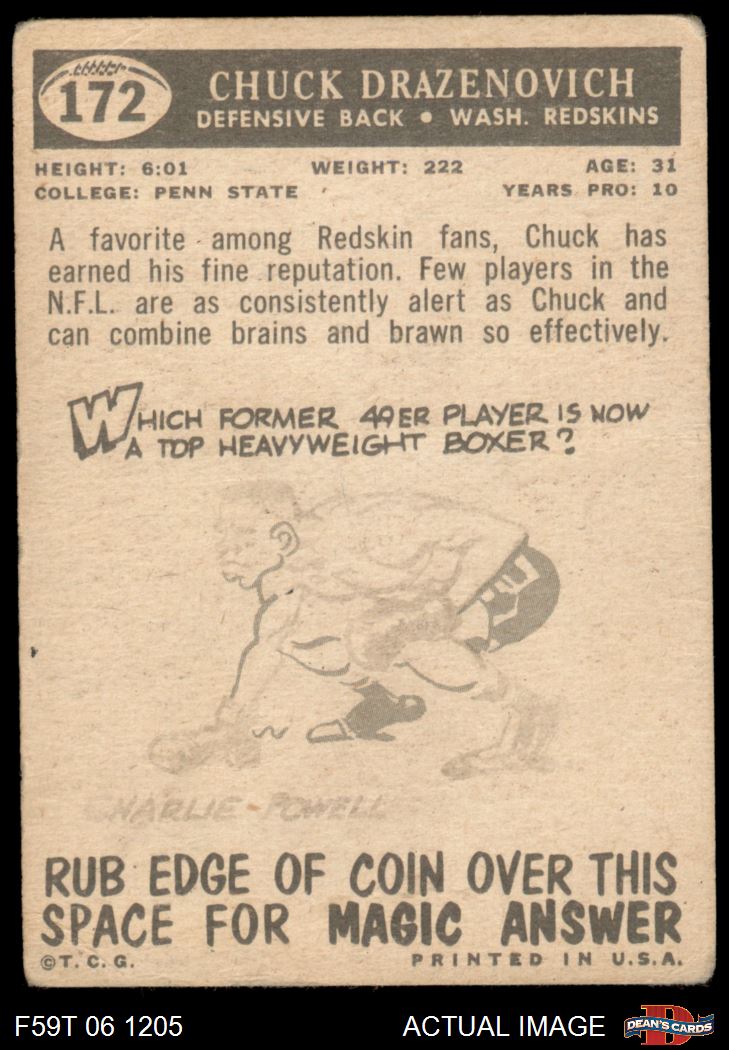 172
CHUCK DRAZENOVICH
DEFENSIVE BACK • WASH. REDSKINS
HEIGHT: 6:01 WEIGHT: 222 AGE: 31
COLLEGE: PENN STATE YEARS PRO: 10
A favorite among Redskin fans, Chuck has
earned his fine reputation. Few players in the
N.F.L. are as consistently alert as Chuck and
can combine brains and brawn so effectively.
WHICH FORMER 49ER PLAYER IS NOW
A TOP HEAVYWEIGHT BOXER?
CHARLIE POWELL
RUB EDGE OF COIN OVER THIS
SPACE FOR MAGIC ANSWER
©T.C.G. PRINTED IN U.S.A.
F59T 06 1205 ACTUAL IMAGE DEAN'S CARDS